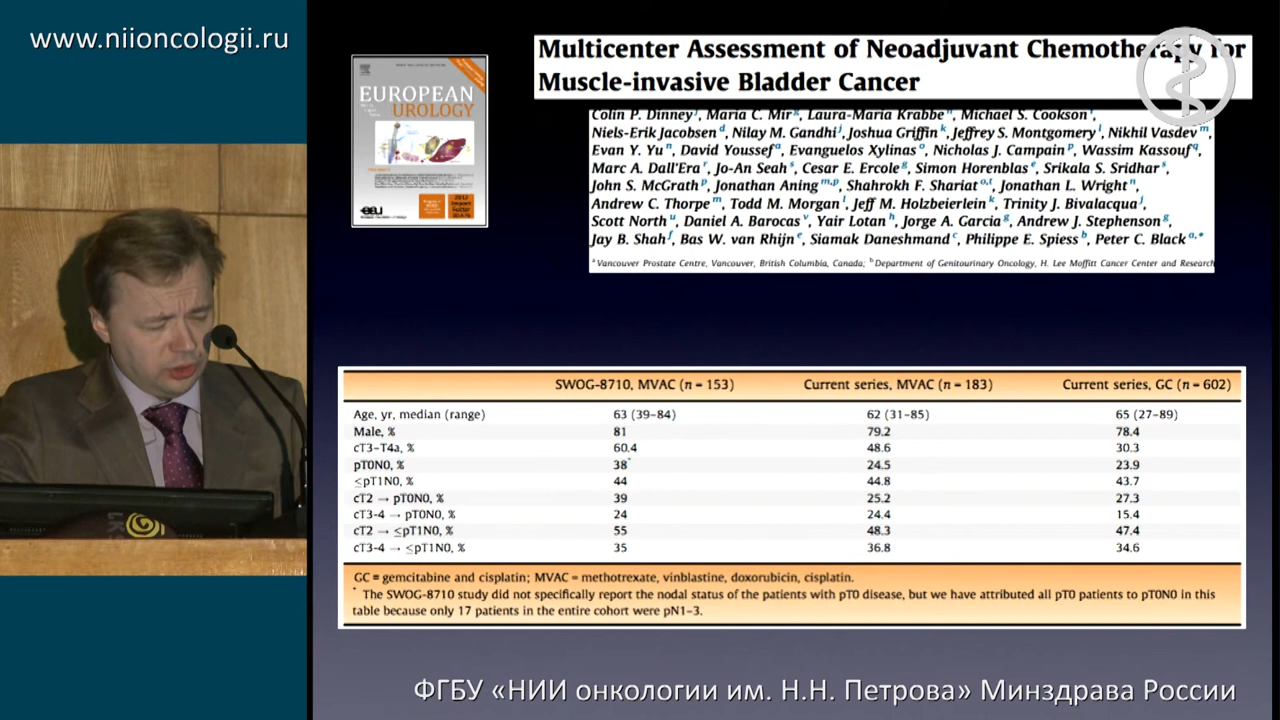 www.niioncologii.ru
EUROPEAN
UROLOGY
eau
Multicenter Assessment of Neoadjuvant Chemotherapy for
Muscle-invasive Bladder Cancer
Colin P. Dinney, Maria C. Mir, Laura-Maria Krabbe, Michael S. Cookson,
Niels-Erik Jacobsen d, Nilay M. Gandhi j, Joshua Griffin k, Jeffrey S. Montgomery l, Nikhil Vasdev m,
Evan Y. Yu n, David Youssef a, Evanguelos Xylinas o, Nicholas J. Campain p, Wassim Kassouf q,
Marc A. Dall'Era r, Jo-An Seah s, Cesar E. Ercole g, Simon Horenblas e, Srikala S. Sridhar s,
John S. McGrath p, Jonathan Aning m,p, Shahrokh F. Shariat o,t, Jonathan L. Wright n,
Andrew C. Thorpe m, Todd M. Morgan l, Jeff M. Holzbeierlein k, Trinity J. Bivalacqua j,
Scott North u, Daniel A. Barocas v, Yair Lotan h, Jorge A. Garcia g, Andrew J. Stephenson g,
Jay B. Shah f, Bas W. van Rhijn e, Siamak Daneshmand c, Philippe E. Spiess b, Peter C. Black a,*
a Vancouver Prostate Centre, Vancouver, British Columbia, Canada; b Department of Genitourinary Oncology, H. Lee Moffitt Cancer Center and Research
SWOG-8710, MVAC (n = 153) Current series, MVAC (n = 183) Current series, GC (n = 602)
Age, yr, median (range) 63 (39–84) 62 (31–85) 65 (27–89)
Male, % 81 79.2 78.4
cT3–T4a, % 60.4 48.6 30.3
pT0N0, % 38* 24.5 23.9
≤pT1N0, % 44 44.8 43.7
cT2 → pT0N0, % 39 25.2 27.3
cT3-4 → pT0N0, % 24 24.4 15.4
cT2 → ≤pT1N0, % 55 48.3 47.4
cT3-4 → ≤pT1N0, % 35 36.8 34.6
GC = gemcitabine and cisplatin; MVAC = methotrexate, vinblastine, doxorubicin, cisplatin.
* The SWOG-8710 study did not specifically report the nodal status of the patients with pT0 disease, but we have attributed all pT0 patients to pT0N0 in this
table because only 17 patients in the entire cohort were pN1–3.
ФГБУ «НИИ онкологии им. Н.Н. Петрова» Минздрава России